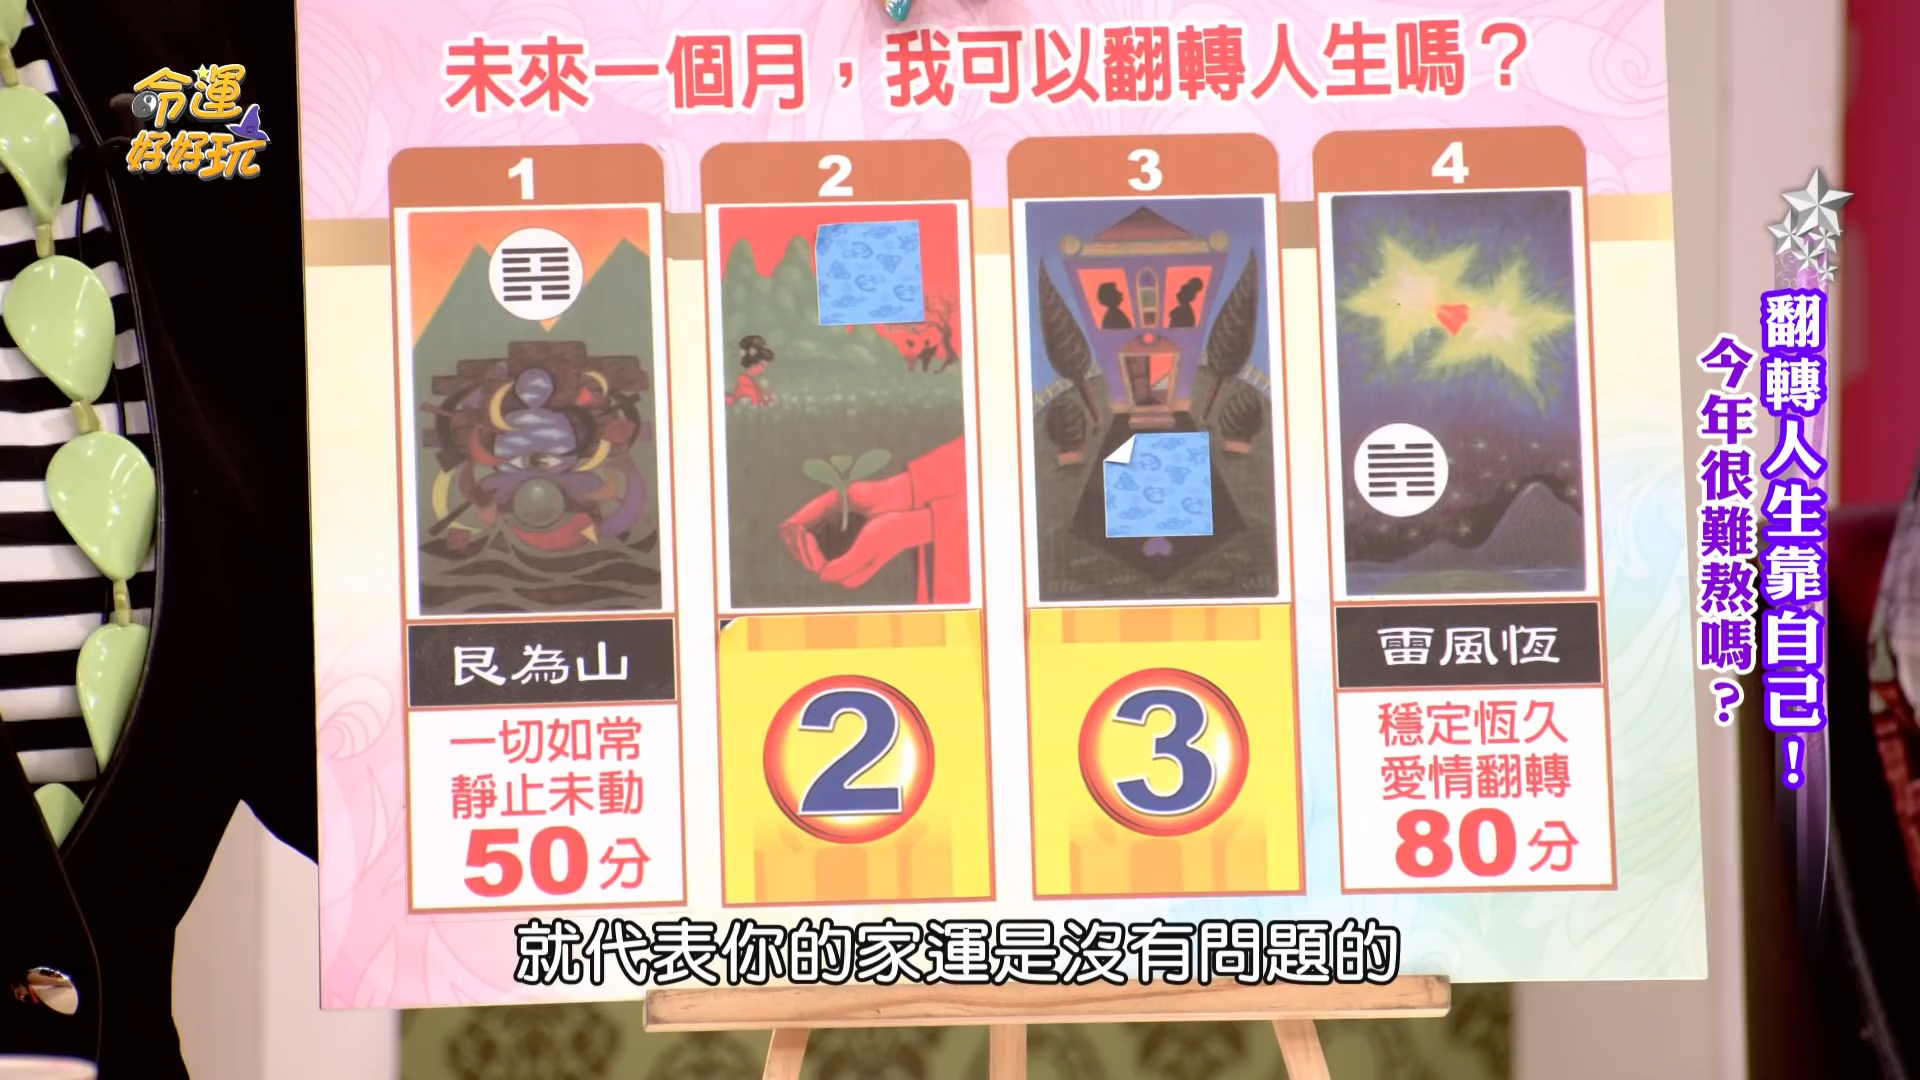 命運
好好玩
未來一個月，我可以翻轉人生嗎？
1
2
3
4
艮為山
一切如常
靜止未動
50分
2
3
雷風恆
穩定恆久
愛情翻轉
80分
翻轉人生靠自己！
今年很難熬嗎？
就代表你的家運是沒有問題的